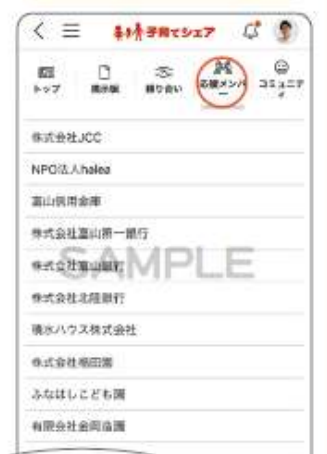 子育てシェア
トップ
掲示板
頼り合い
応援メンバー
コミュニティ
株式会社JCC
NPO法人halea
富山信用金庫
株式会社富山第一銀行
株式会社富山銀行
SAMPLE
株式会社北陸銀行
積水ハウス株式会社
株式会社
ふなはしこども園
有限会社金岡造園